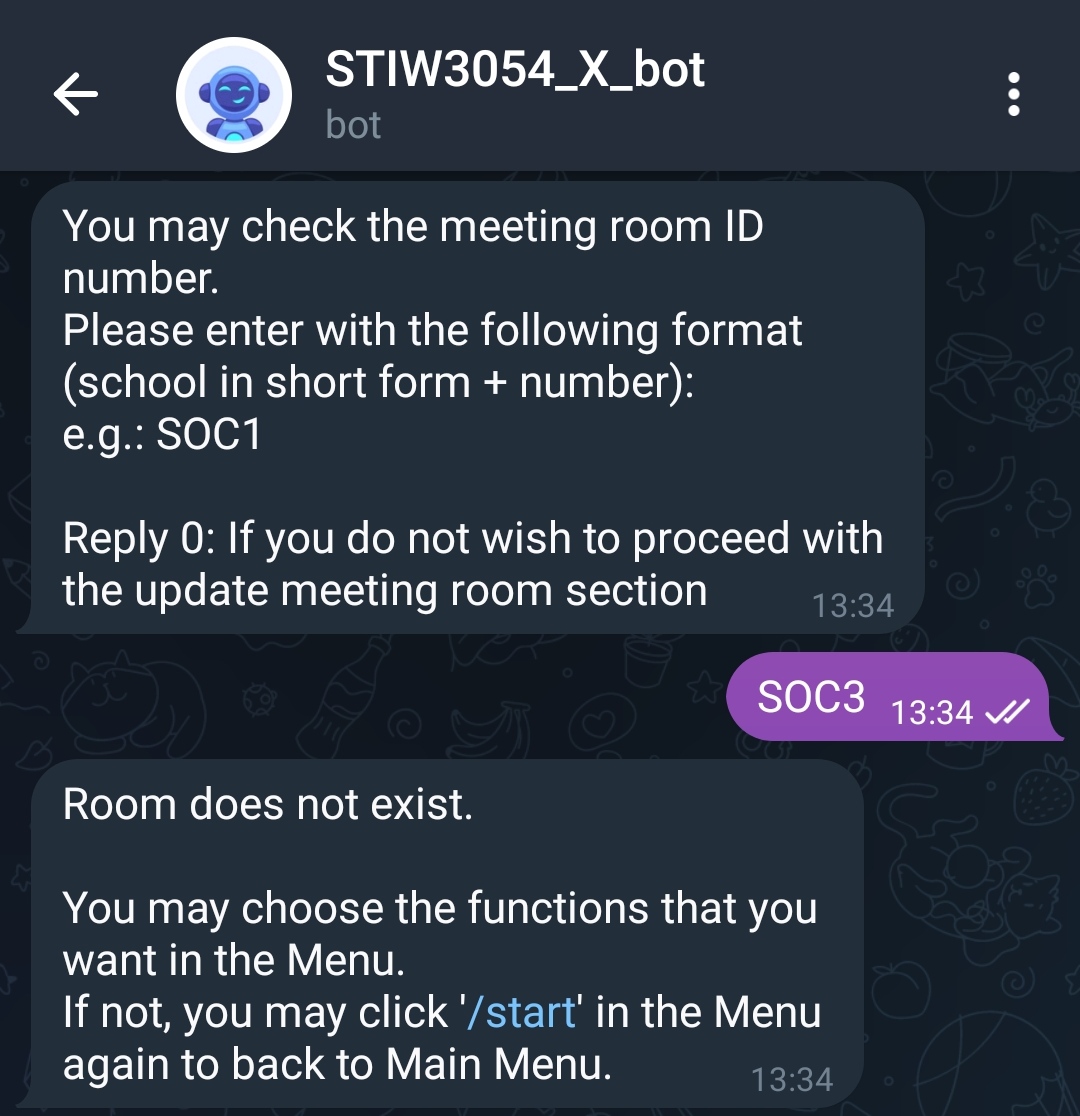 STIW3054_X_bot
bot
You may check the meeting room ID
number.
Please enter with the following format
(school in short form + number):
e.g.: SOC1
Reply 0: If you do not wish to proceed with
the update meeting room section
13:34
SOC3
13:34
Room does not exist.
You may choose the functions that you
want in the Menu.
If not, you may click '/start' in the Menu
again to back to Main Menu.
13:34